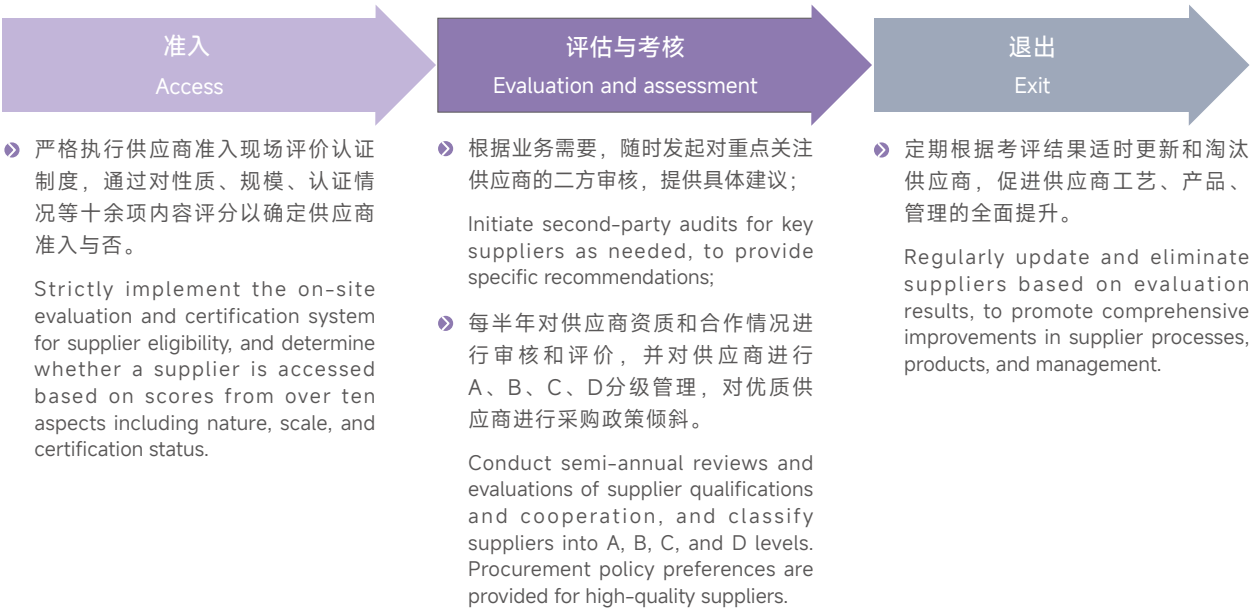 准入
Access
严格执行供应商准入现场评价认证
制度，通过对性质、规模、认证情
况等十余项内容评分以确定供应商
准入与否。
Strictly implement the on-site
evaluation and certification system
for supplier eligibility, and determine
whether a supplier is accessed
based on scores from over ten
aspects including nature, scale, and
certification status.
评估与考核
Evaluation and assessment
根据业务需要，随时发起对重点关注
供应商的二方审核，提供具体建议；
Initiate second-party audits for key
suppliers as needed, to provide
specific recommendations;
每半年对供应商资质和合作情况进
行审核和评价，并对供应商进行
A、B、C、D分级管理，对优质供
应商进行采购政策倾斜。
Conduct semi-annual reviews and
evaluations of supplier qualifications
and cooperation, and classify
suppliers into A, B, C, and D levels.
Procurement policy preferences are
provided for high-quality suppliers.
退出
Exit
定期根据考评结果适时更新和淘汰
供应商，促进供应商工艺、产品、
管理的全面提升。
Regularly update and eliminate
suppliers based on evaluation
results, to promote comprehensive
improvements in supplier processes,
products, and management.